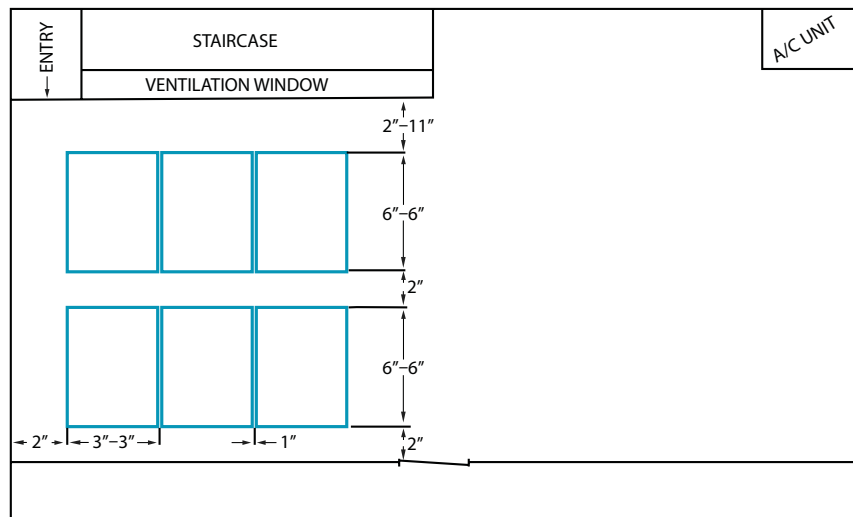 ENTRY
STAIRCASE
A/C UNIT
VENTILATION WINDOW
2”–11”
6”–6”
2”
6”–6”
2” 3”–3” 1” 2”